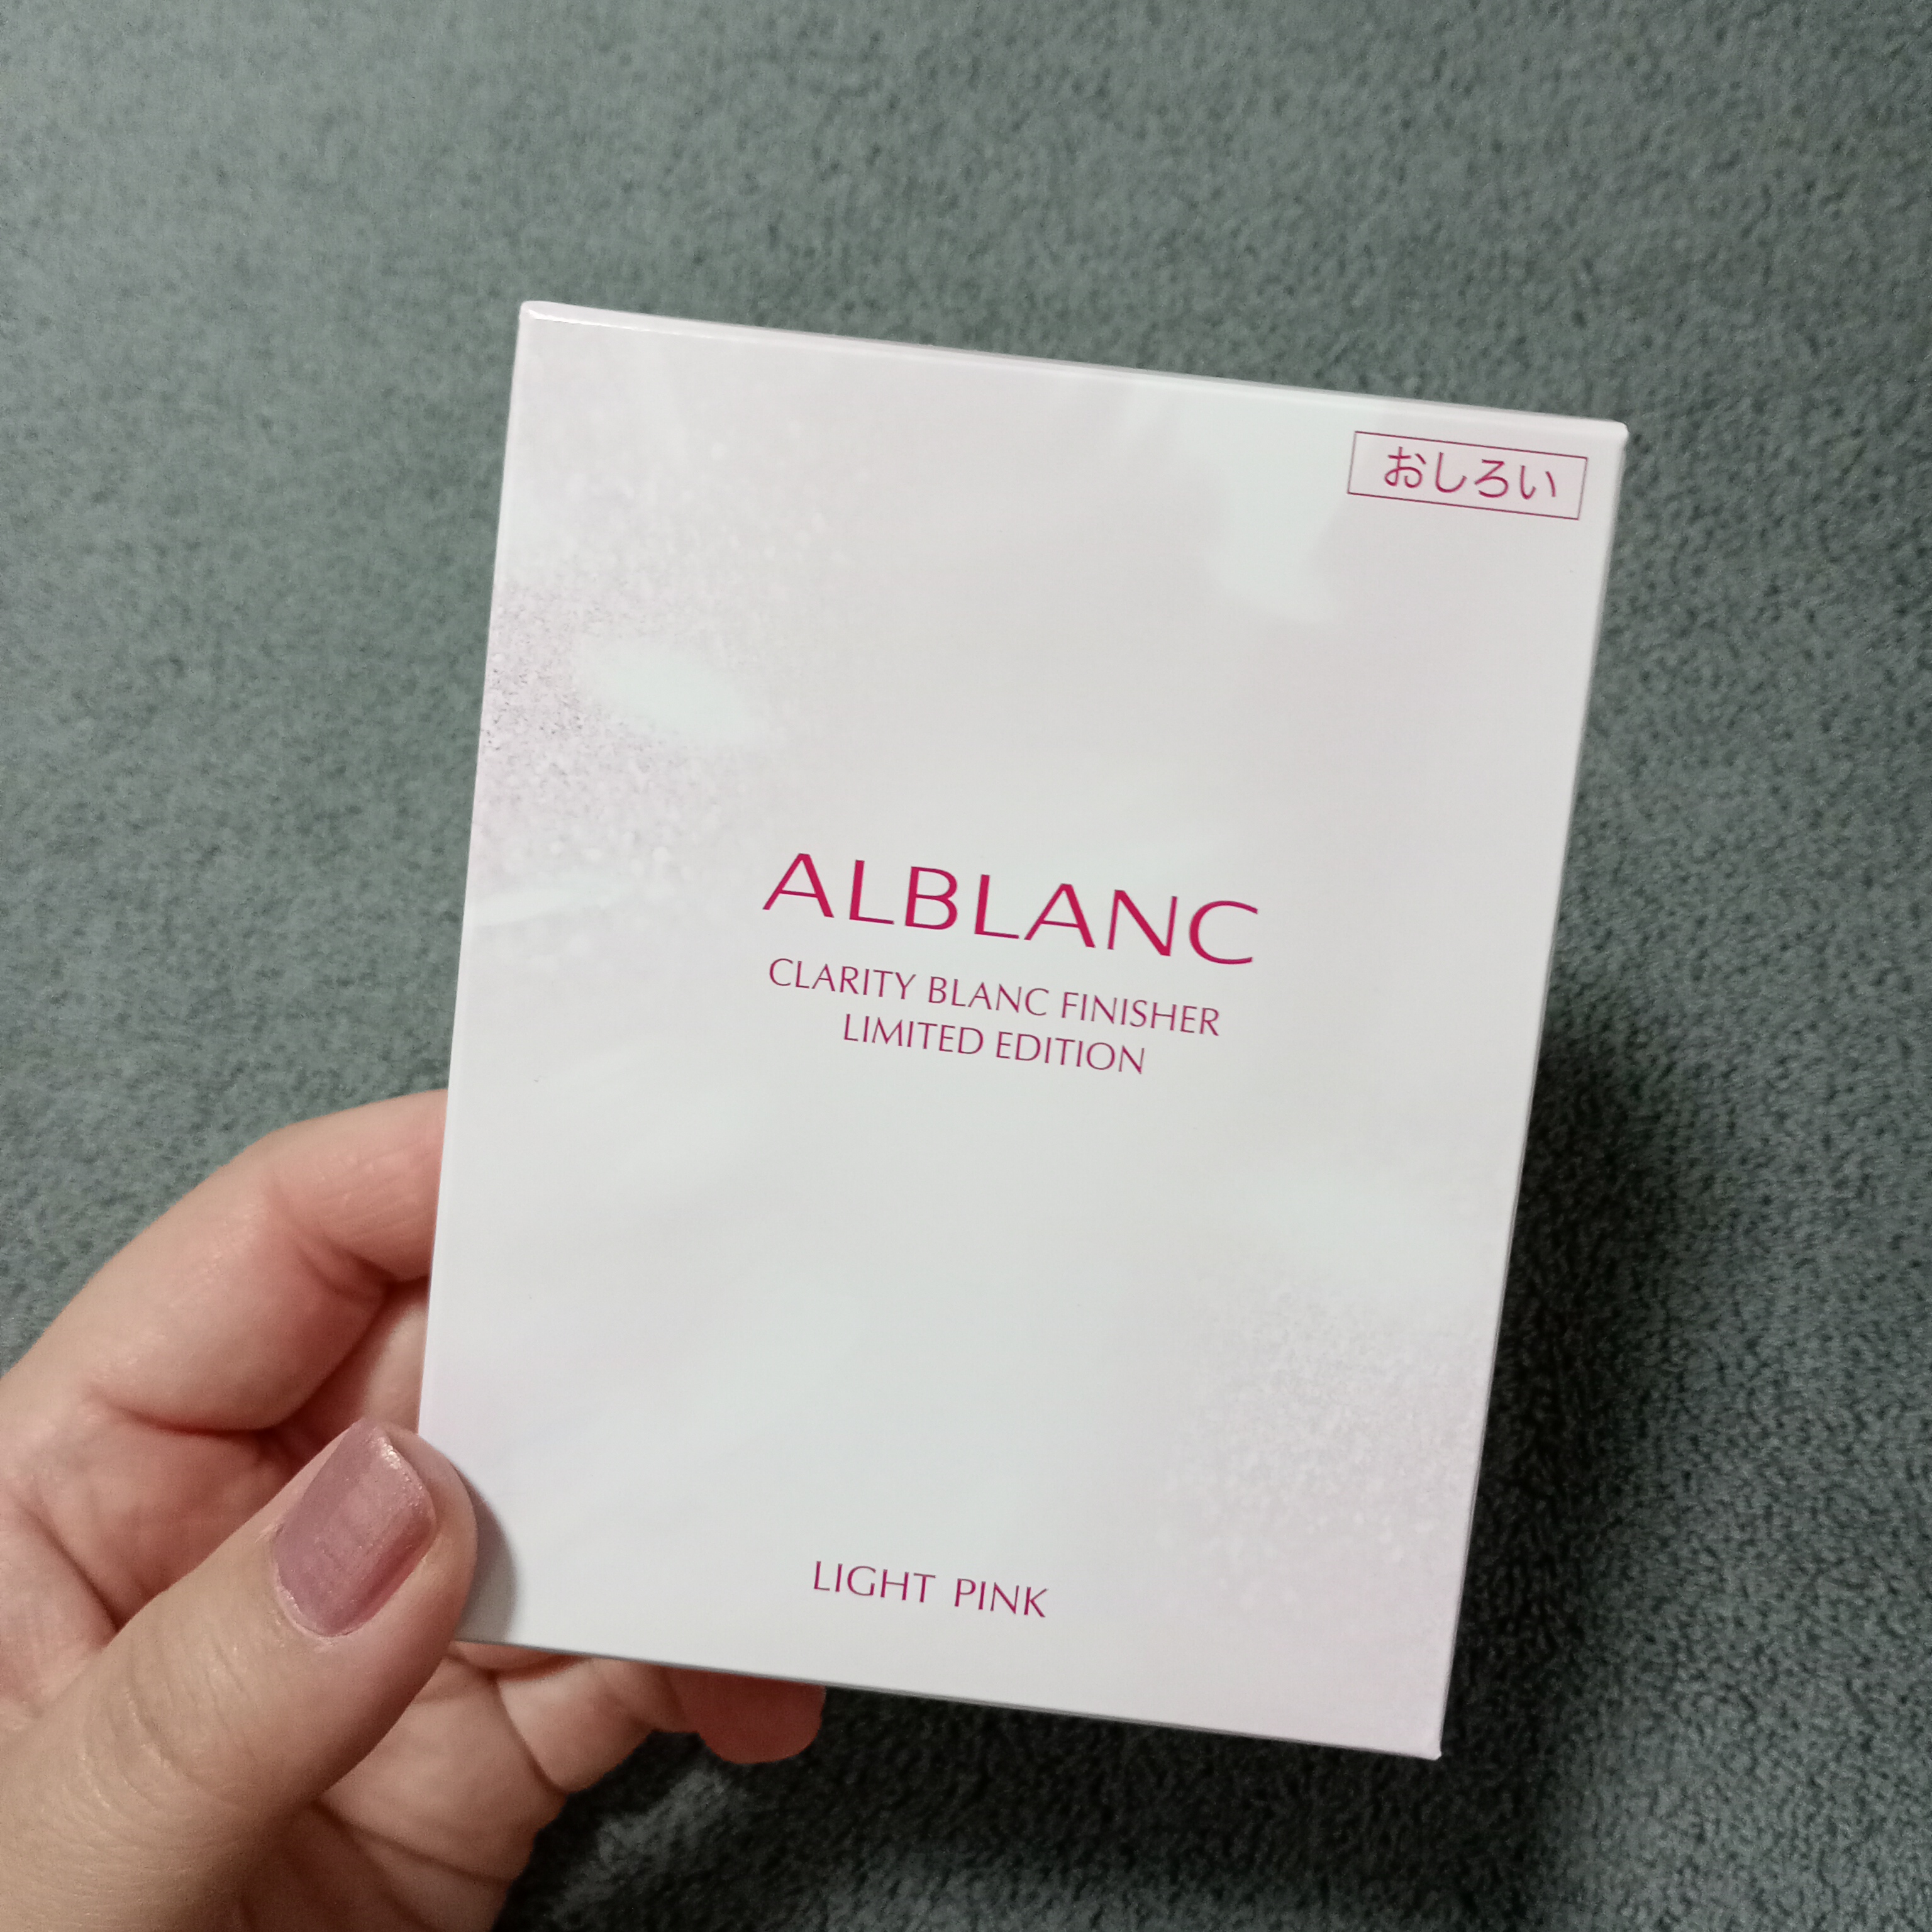 おしろい
ALBLANC
CLARITY BLANC FINISHER
LIMITED EDITION
LIGHT PINK